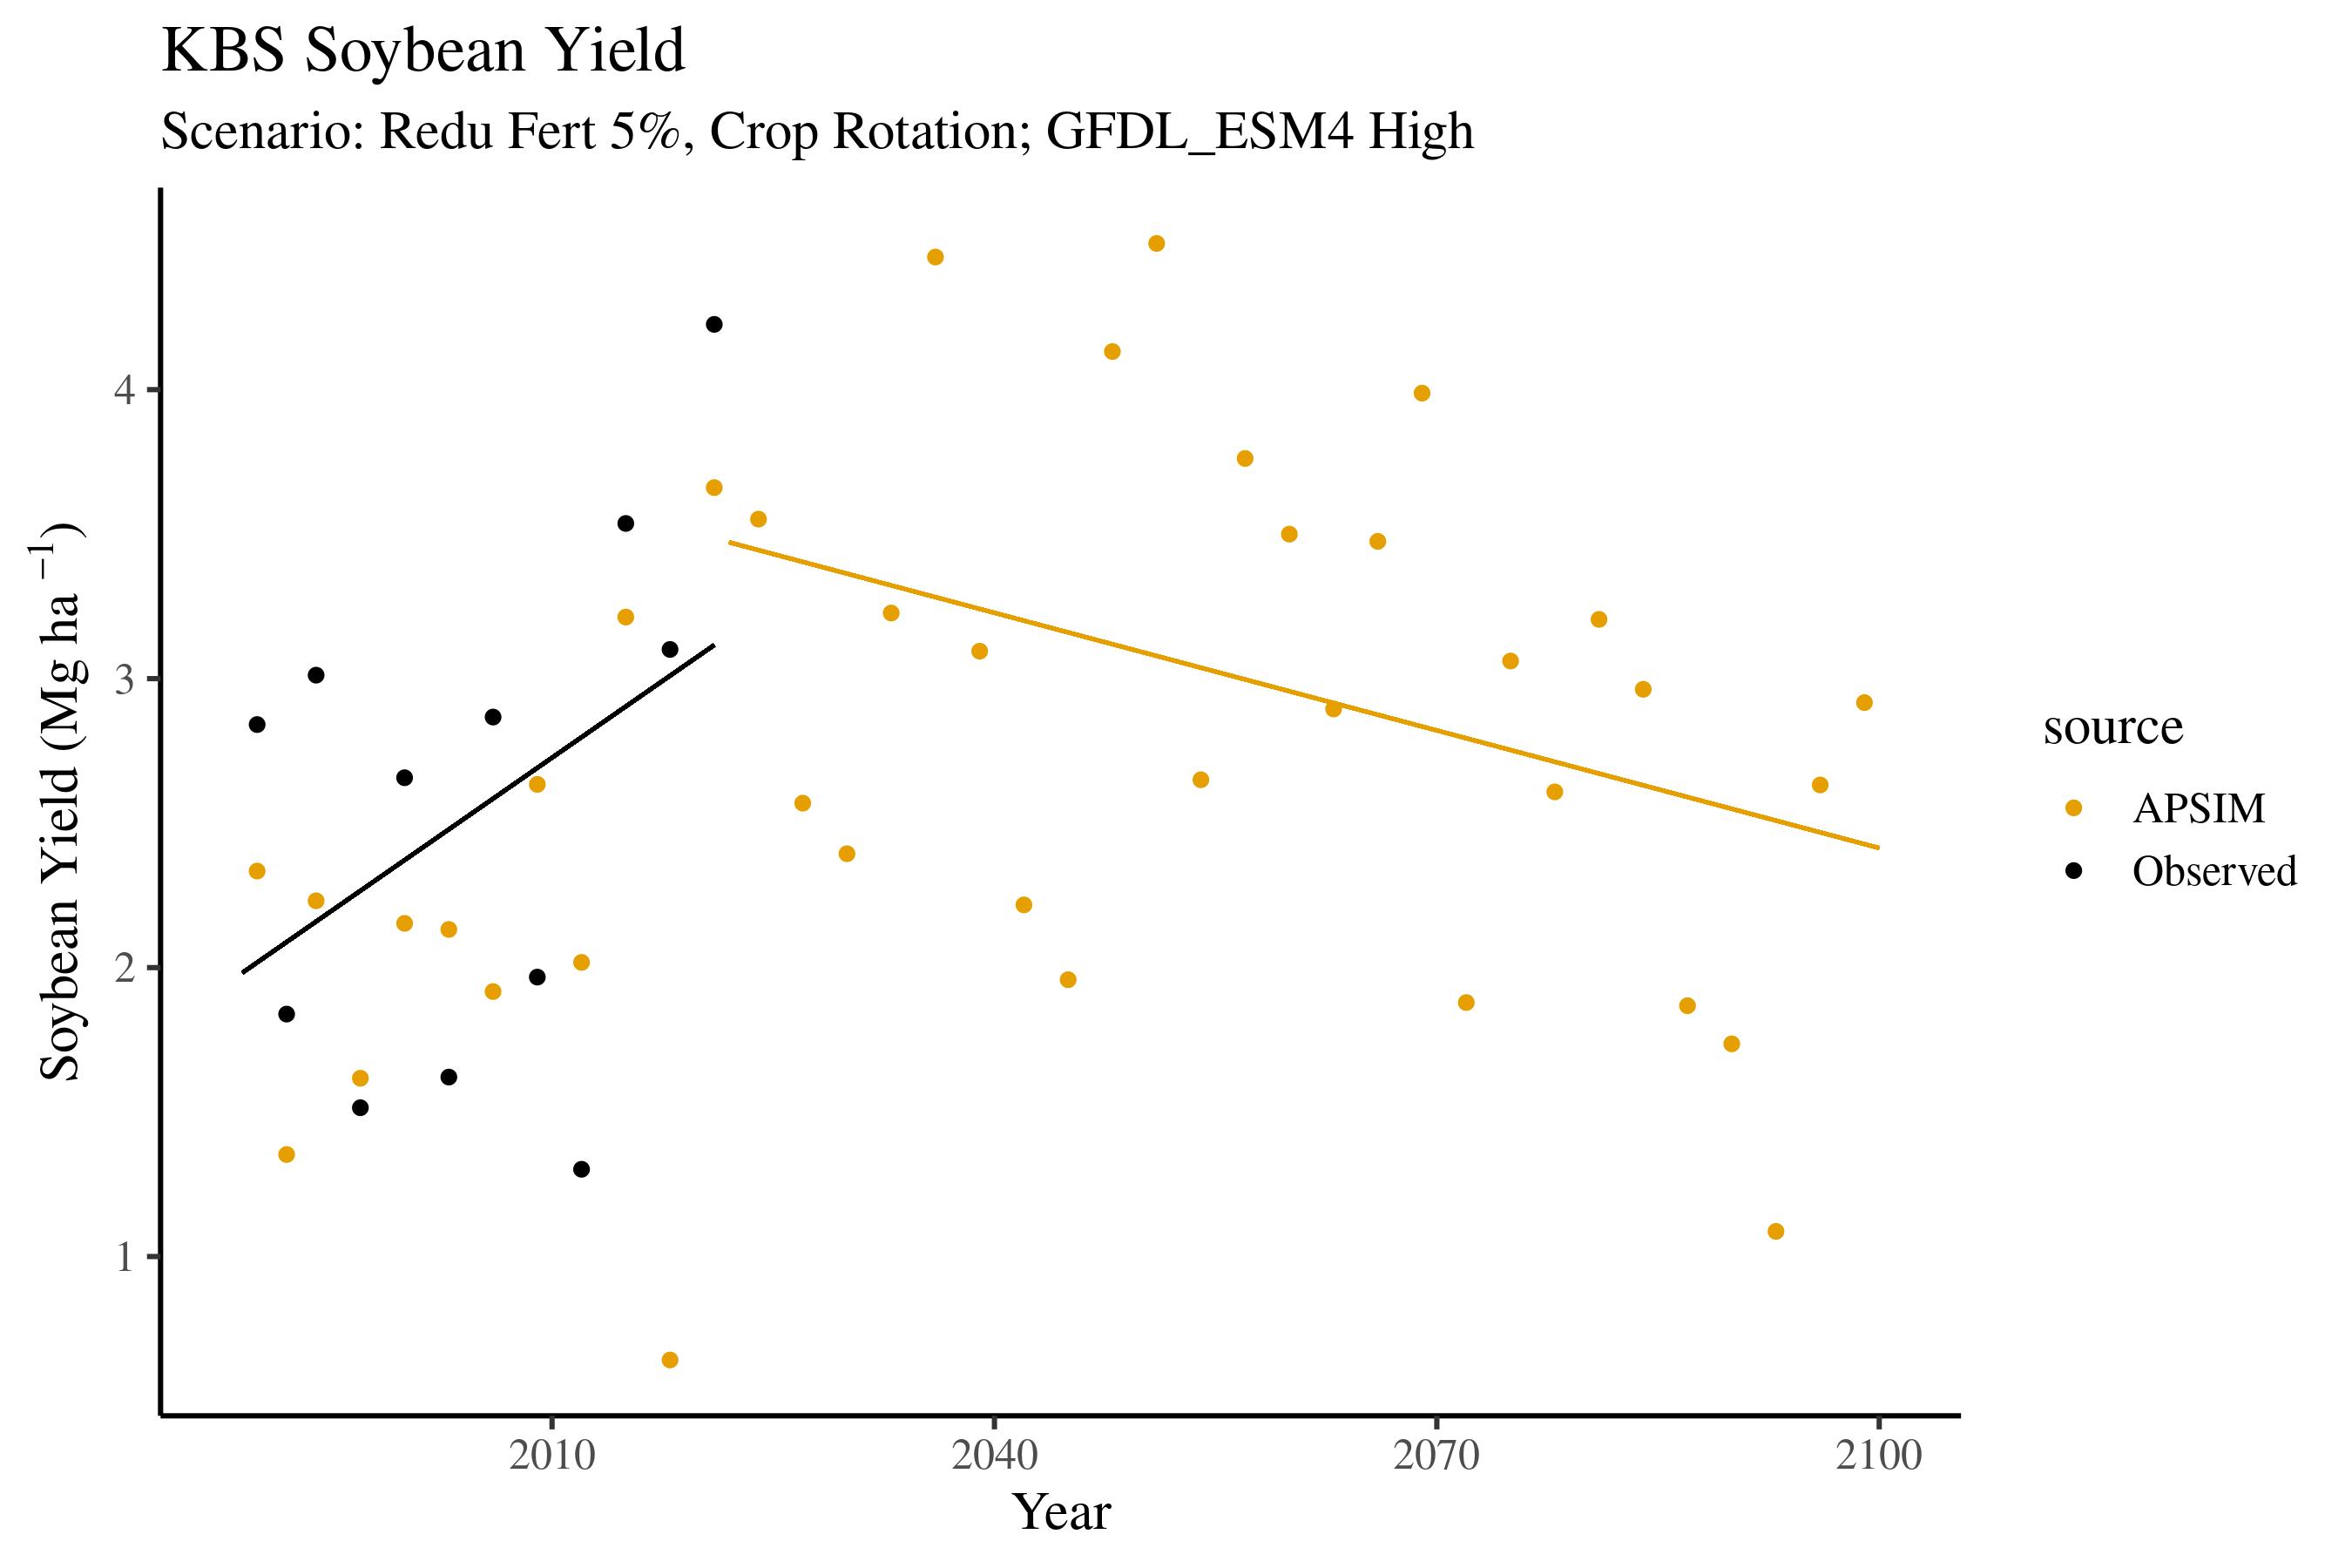 KBS Soybean Yield
Scenario: Redu Fert 5%, Crop Rotation; GFDL_ESM4 High
Soybean Yield (Mg ha⁻¹)
4
3
2
1
2010 2040 2070 2100
Year
source
APSIM
Observed